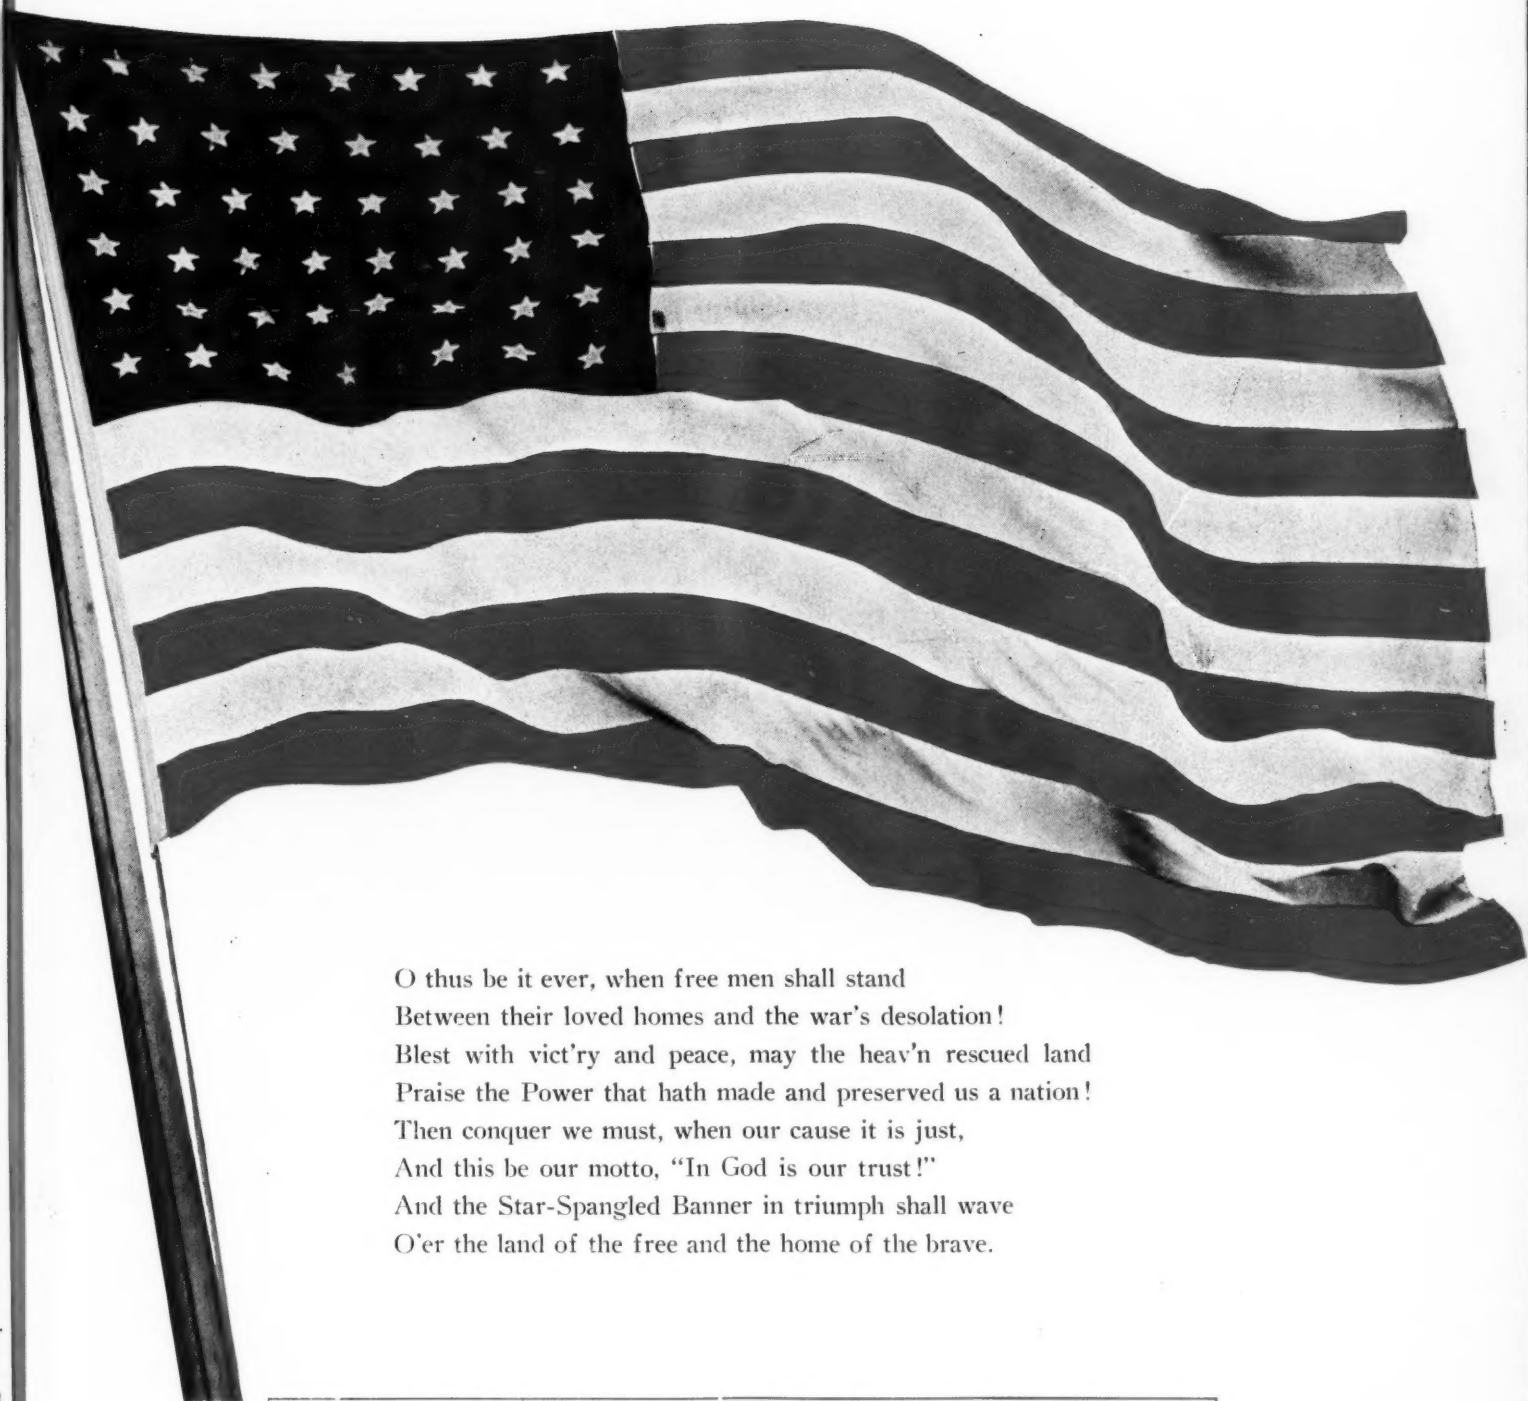 O thus be it ever, when free men shall stand
Between their loved homes and the war's desolation!
Blest with vict'ry and peace, may the heav'n rescued land
Praise the Power that hath made and preserved us a nation!
Then conquer we must, when our cause it is just,
And this be our motto, “In God is our trust!”
And the Star-Spangled Banner in triumph shall wave
O'er the land of the free and the home of the brave.